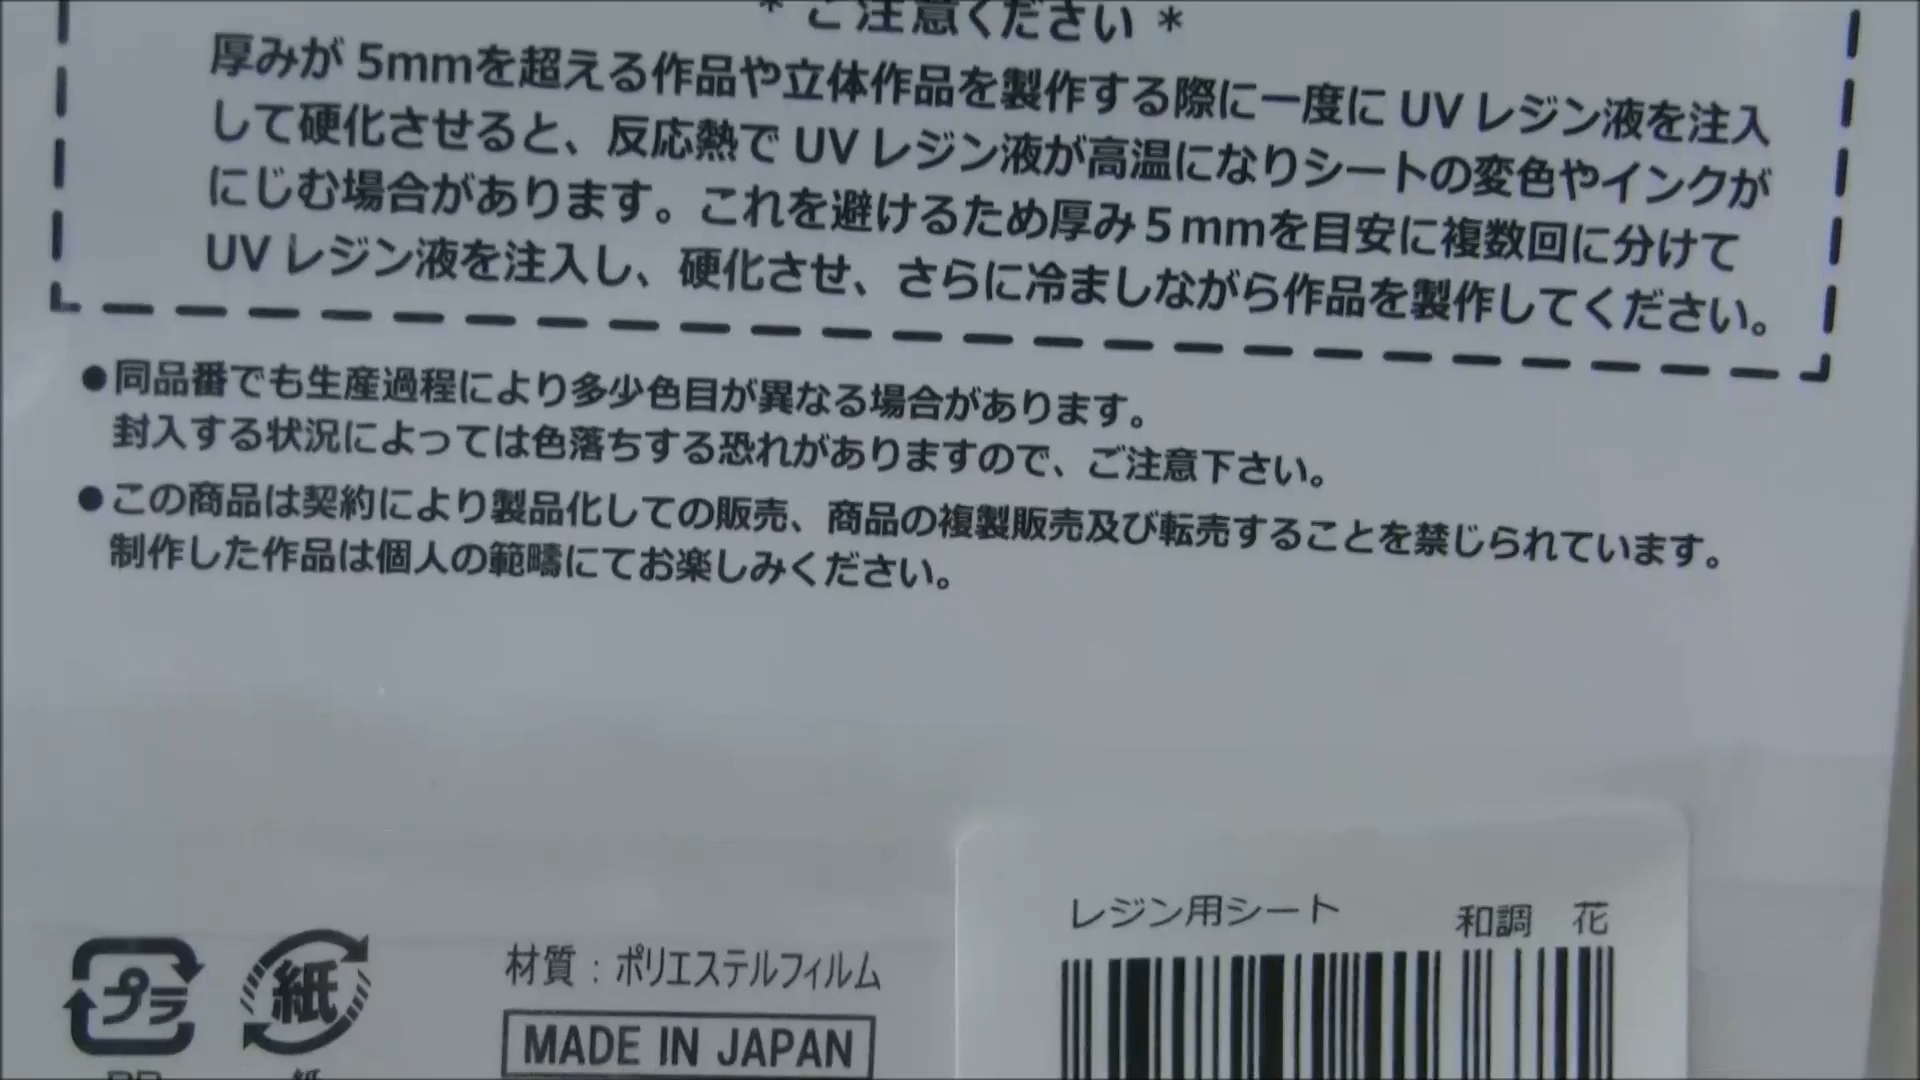 * ご注意ください *
厚みが 5mmを超える作品や立体作品を製作する際に一度に UV レジン液を注入
して硬化させると、反応熱で UV レジン液が高温になりシートの変色やインクが
にじむ場合があります。これを避けるため厚み 5 mmを目安に複数回に分けて
UV レジン液を注入し、硬化させ、さらに冷ましながら作品を製作してください。
●同品番でも生産過程により多少色目が異なる場合があります。
封入する状況によっては色落ちする恐れがありますので、ご注意下さい。
●この商品は契約により製品化しての販売、商品の複製販売及び転売することを禁じられています。
制作した作品は個人の範疇にてお楽しみください。
レジン用シート
和調 花
プラ
紙
材質：ポリエステルフィルム
MADE IN JAPAN